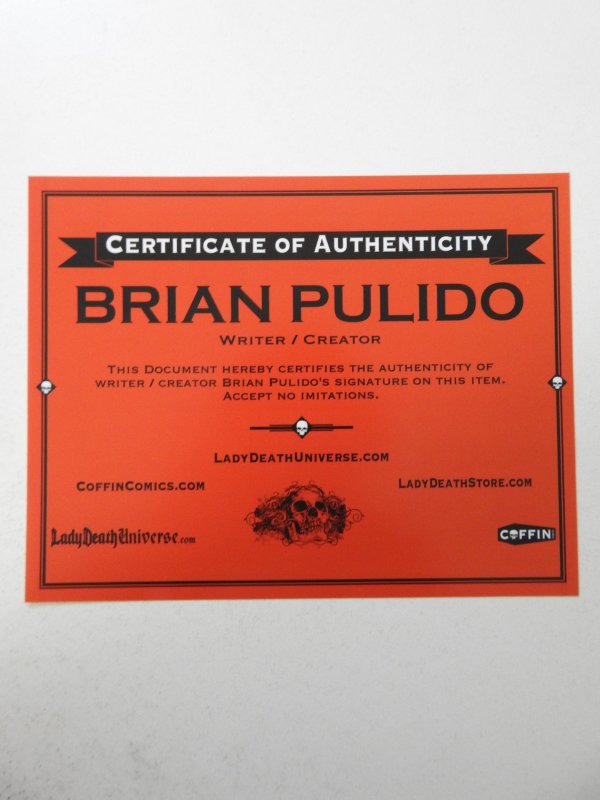 CERTIFICATE OF AUTHENTICITY
BRIAN PULIDO
WRITER / CREATOR
THIS DOCUMENT HEREBY CERTIFIES THE AUTHENTICITY OF
WRITER / CREATOR BRIAN PULIDO'S SIGNATURE ON THIS ITEM.
ACCEPT NO IMITATIONS.
LADYDEATHUNIVERSE.COM
COFFINCOMICS.COM
LADYDEATHSTORE.COM
LadyDeathUniverse.com
COFFIN